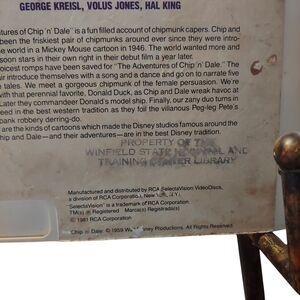 GEORGE KREISL, VOLUS JONES, HAL KING
tures of Chip 'n' Dale" is a fun filled account of chipmunk capers. Chip and
been the friskiest pair of chipmunks around ever since they were intro-
he world in a Mickey Mouse cartoon in 1946. The world wanted more and
soon stars in their own right in their debut film a year later.
hoicest romps have been saved for "The Adventures of Chip 'n' Dale." The
ir introduce themselves with a song and a dance and go on to narrate five
n tales. We meet a gorgeous chipmunk of the female persuasion. We're
with that perennial favorite, Donald Duck, as Chip and Dale wreak havoc at
Later they commandeer Donald's model ship. Finally, our zany duo turns in
eed in the best western tradition as they foil the villainous Peg-leg Pete's
bank robbery derring-do.
are the kinds of cartoons which made the Disney studios famous around the
hip and Dale—and their adventures—are in the best Disney tradition.
PROPERTY OF THE
WINFIELD STATE HOSPITAL AND
TRAINING CENTER LIBRARY
Manufactured and distributed by RCA SelectaVision VideoDiscs,
a division of RCA Corporation, New York, N.Y.
SelectaVision is a trademark of RCA Corporation
TM(s) Registered Marca(s) Registrada(s)
© 1981 RCA Corporation
Chip 'n' Dale: © 1959 Walt Disney Productions. All Rights Reserved.